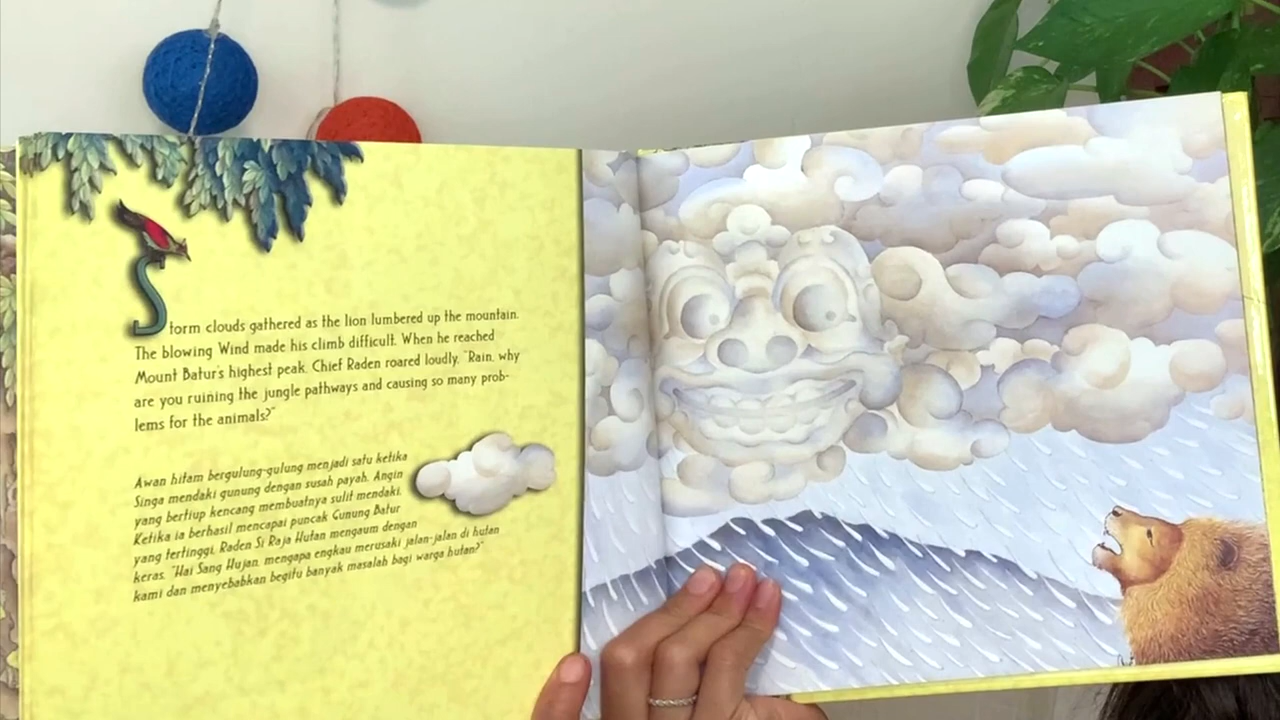 Storm clouds gathered as the lion lumbered up the mountain.
The blowing Wind made his climb difficult. When he reached
Mount Batur's highest peak, Chief Raden roared loudly, "Rain, why
are you ruining the jungle pathways and causing so many prob-
lems for the animals?"
Awan hitam bergulung-gulung menjadi satu ketika
Singa mendaki gunung dengan susah payah. Angin
yang bertiup kencang membuatnya sulit mendaki.
Ketika ia berhasil mencapai puncak Gunung Batur
yang tertinggi, Raden Si Raja Hutan mengaum dengan
keras. "Hai Sang Hujan, mengapa engkau merusaki jalan-jalan di hutan
kami dan menyebabkan begitu banyak masalah bagi warga hutan?"